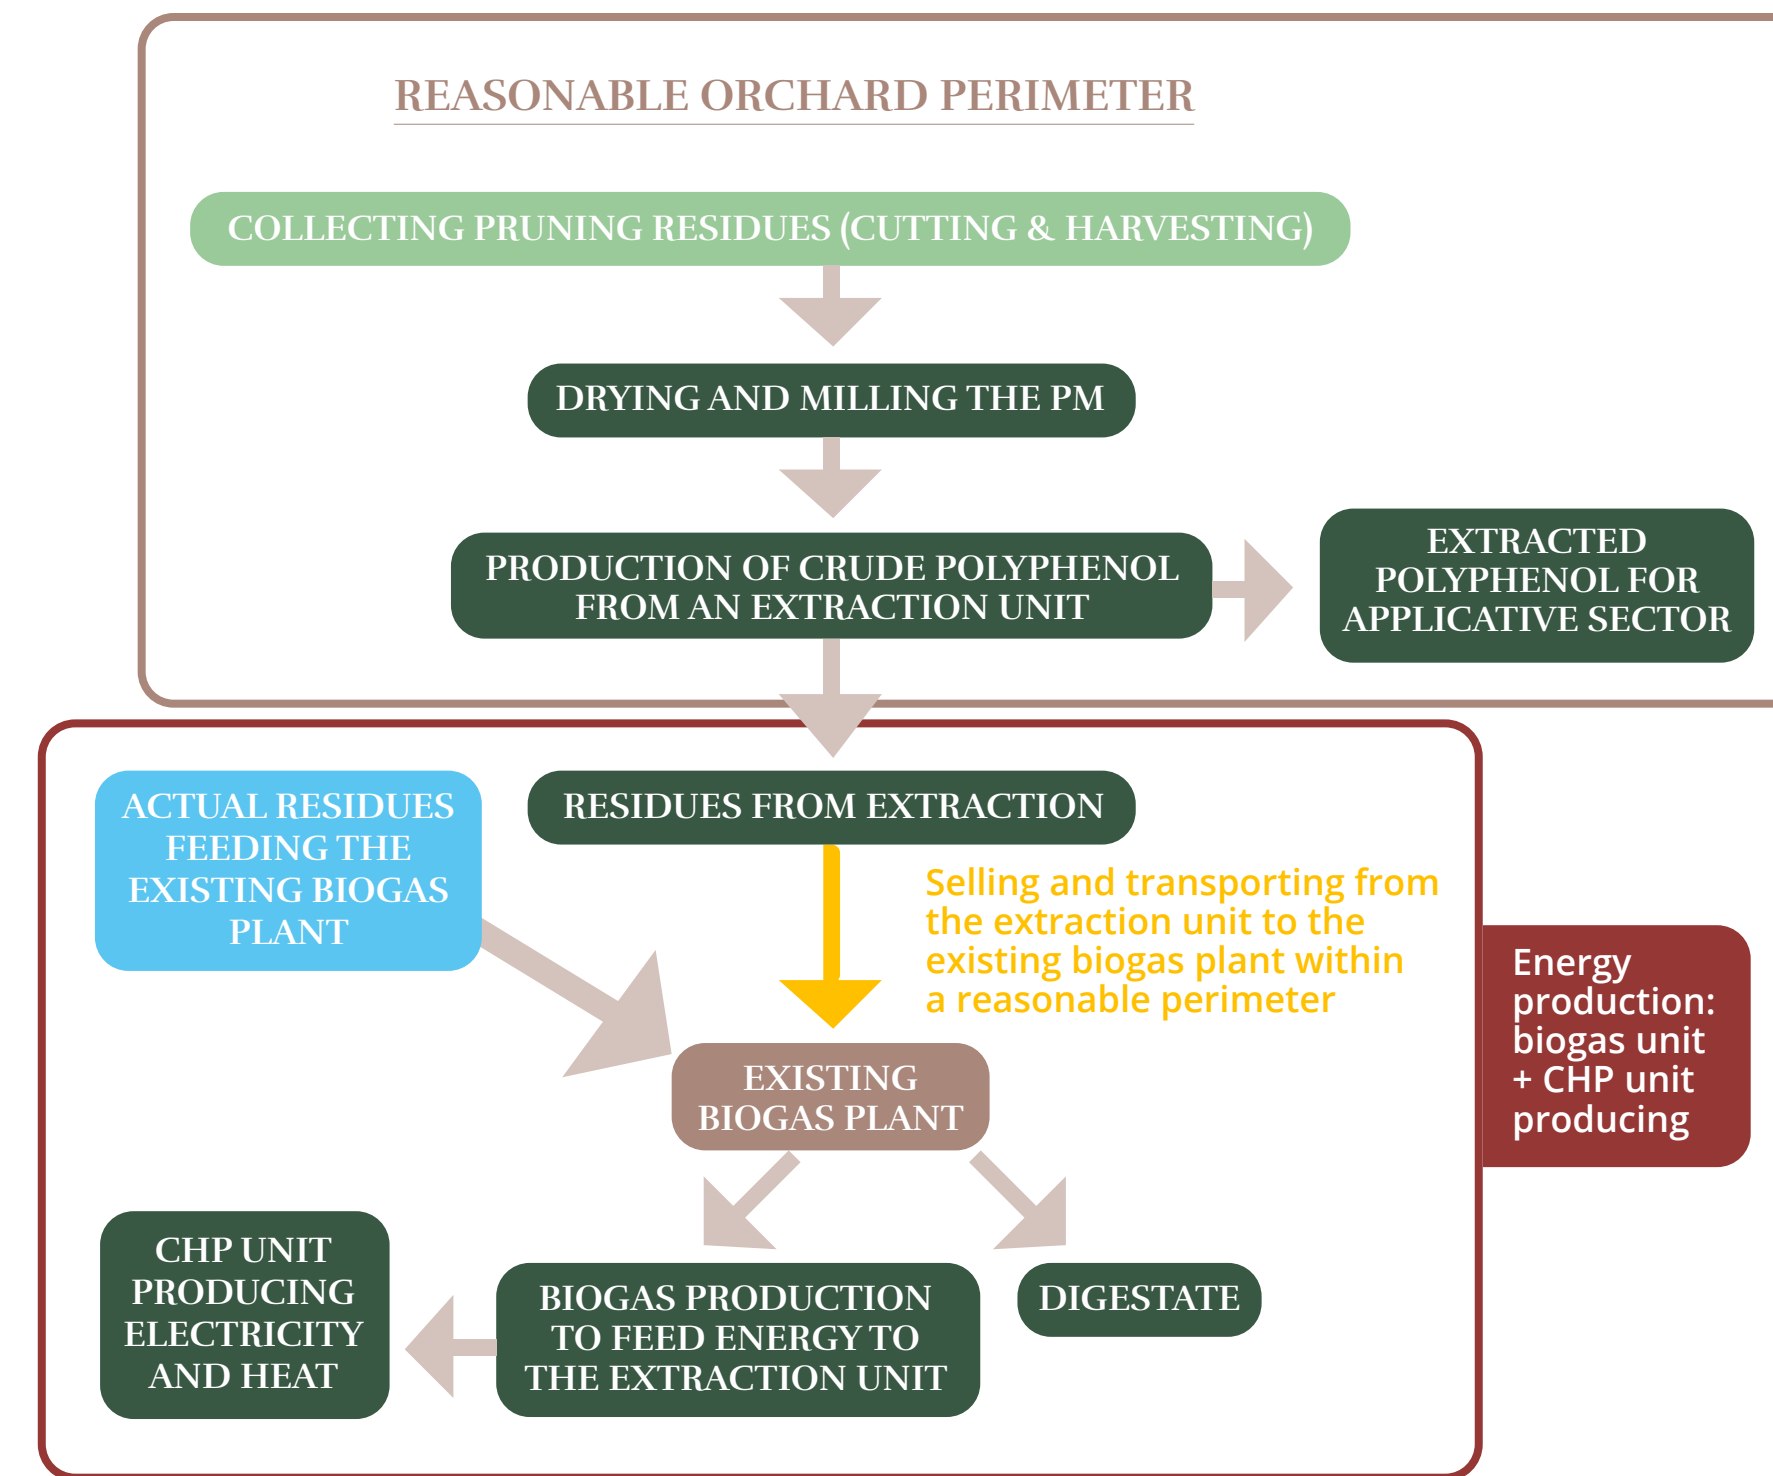 REASONABLE ORCHARD PERIMETER
COLLECTING PRUNING RESIDUES (CUTTING & HARVESTING)
DRYING AND MILLING THE PM
PRODUCTION OF CRUDE POLYPHENOL
FROM AN EXTRACTION UNIT
EXTRACTED
POLYPHENOL FOR
APPLICATIVE SECTOR
ACTUAL RESIDUES
FEEDING THE
EXISTING BIOGAS
PLANT
RESIDUES FROM EXTRACTION
Selling and transporting from
the extraction unit to the
existing biogas plant within
a reasonable perimeter
Energy
production:
biogas unit
+ CHP unit
producing
EXISTING
BIOGAS PLANT
CHP UNIT
PRODUCING
ELECTRICITY
AND HEAT
BIOGAS PRODUCTION
TO FEED ENERGY TO
THE EXTRACTION UNIT
DIGESTATE